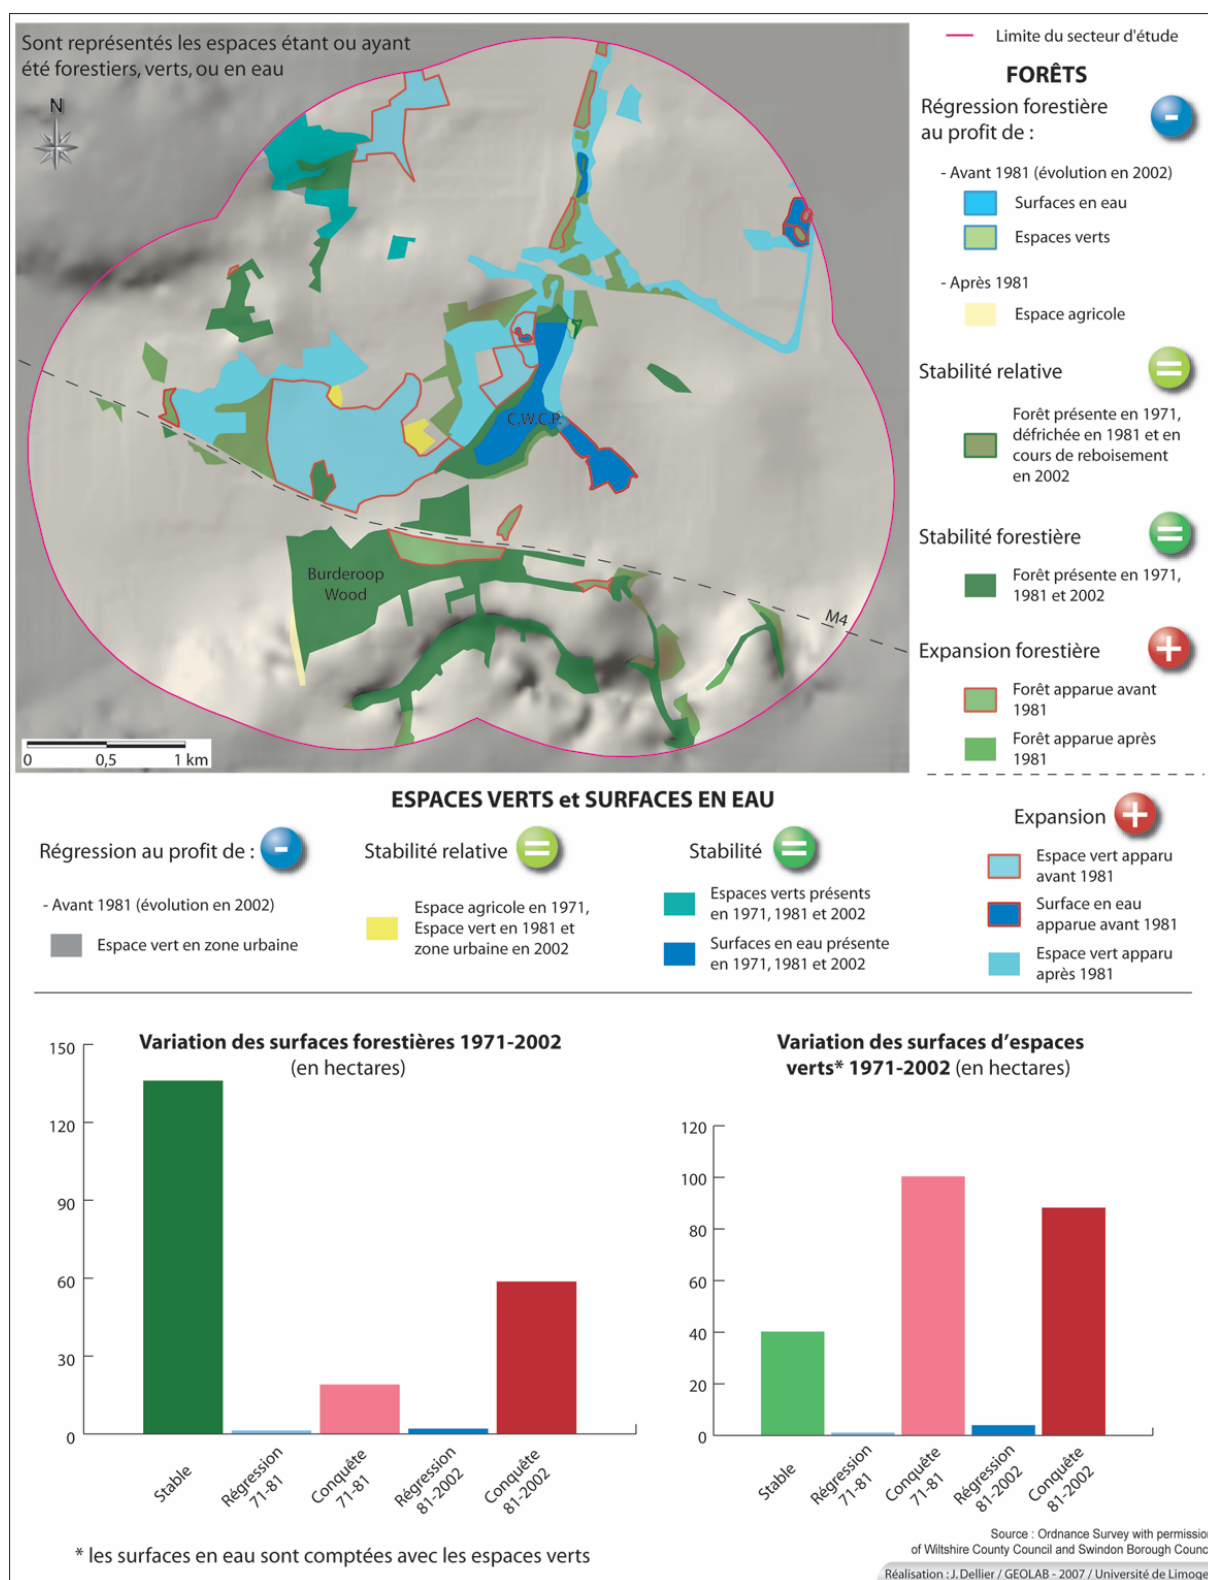 Sont représentés les espaces étant ou ayant
été forestiers, verts, ou en eau
N
C.W.C.P.
Burderoop
Wood
M4
0
0,5
1 km
Limite du secteur d'étude
FORÊTS
Régression forestière
au profit de :
-
- Avant 1981 (évolution en 2002)
Surfaces en eau
Espaces verts
- Après 1981
Espace agricole
Stabilité relative
=
Forêt présente en 1971,
défrichée en 1981 et en
cours de reboisement
en 2002
Stabilité forestière
=
Forêt présente en 1971,
1981 et 2002
Expansion forestière
+
Forêt apparue avant
1981
Forêt apparue après
1981
ESPACES VERTS et SURFACES EN EAU
Régression au profit de :
-
- Avant 1981 (évolution en 2002)
Espace vert en zone urbaine
Stabilité relative
=
Espace agricole en 1971,
Espace vert en 1981 et
zone urbaine en 2002
Stabilité
=
Espaces verts présents
en 1971, 1981 et 2002
Surfaces en eau présente
en 1971, 1981 et 2002
Expansion
+
Espace vert apparu
avant 1981
Surface en eau
apparue avant 1981
Espace vert apparu
après 1981
Variation des surfaces forestières 1971-2002
(en hectares)
150
120
90
60
30
0
Stable
Régression
71-81
Conquête
71-81
Régression
81-2002
Conquête
81-2002
Variation des surfaces d'espaces
verts* 1971-2002 (en hectares)
120
100
80
60
40
20
0
Stable
Régression
71-81
Conquête
71-81
Régression
81-2002
Conquête
81-2002
* les surfaces en eau sont comptées avec les espaces verts
Source : Ordnance Survey with permission
of Wiltshire County Council and Swindon Borough Counc
Réalisation : J. Dellier / GEOLAB - 2007 / Université de Limoge